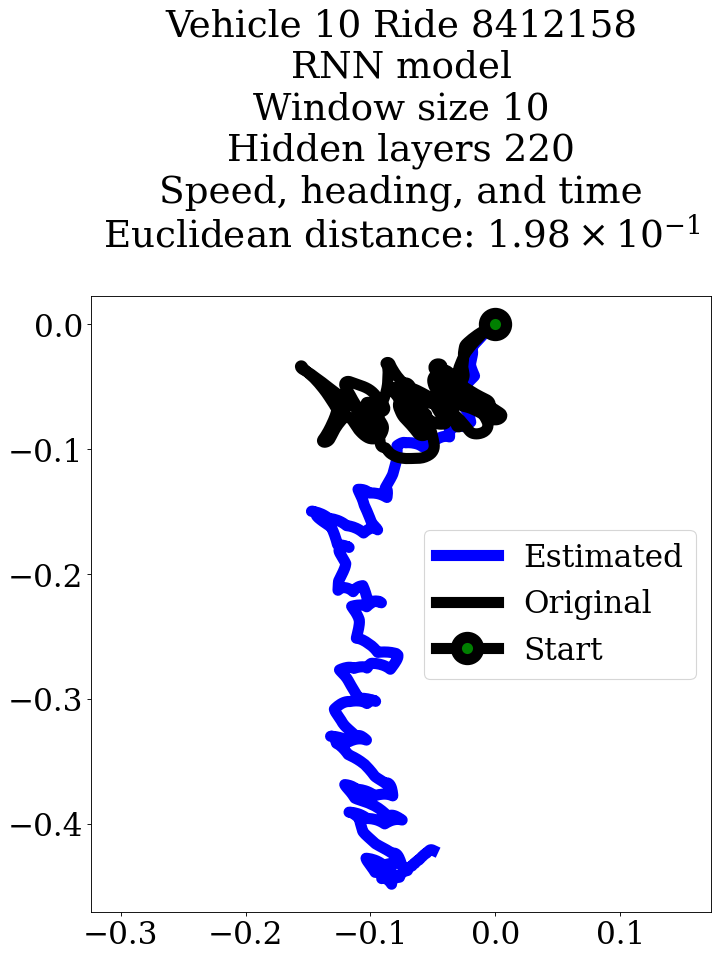 Vehicle 10 Ride 8412158
RNN model
Window size 10
Hidden layers 220
Speed, heading, and time
Euclidean distance: 1.98 × 10⁻¹
0.0
−0.1
−0.2
−0.3
−0.4
Estimated
Original
Start
−0.3 −0.2 −0.1 0.0 0.1